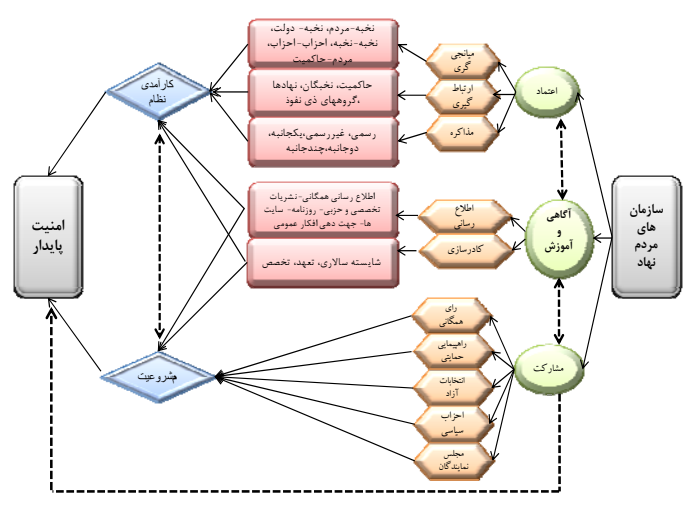 سازمان
های
مردم
نهاد
اعتماد
آگاهی
و
آموزش
مشارکت
میانجی
گری
ارتباط
گیری
مذاکره
اطلاع
رسانی
کادرسازی
رای
همگانی
راهپیمایی
حمایتی
انتخابات
آزاد
احزاب
سیاسی
مجلس
نمایندگان
نخبه-مردم، نخبه- دولت،
نخبه-نخبه، احزاب-احزاب،
مردم- حاکمیت
حاکمیت، نخبگان، نهادها
،گروههای ذی نفوذ
رسمی، غیررسمی،یکجانبه،
دوجانبه،چندجانبه
اطلاع رسانی همگانی-نشریات
تخصصی و حزبی- روزنامه- سایت
ها- جهت دهی افکار عمومی
شایسته سالاری، تعهد، تخصص
کارآمدی
نظام
مشروعیت
امنیت
پایدار